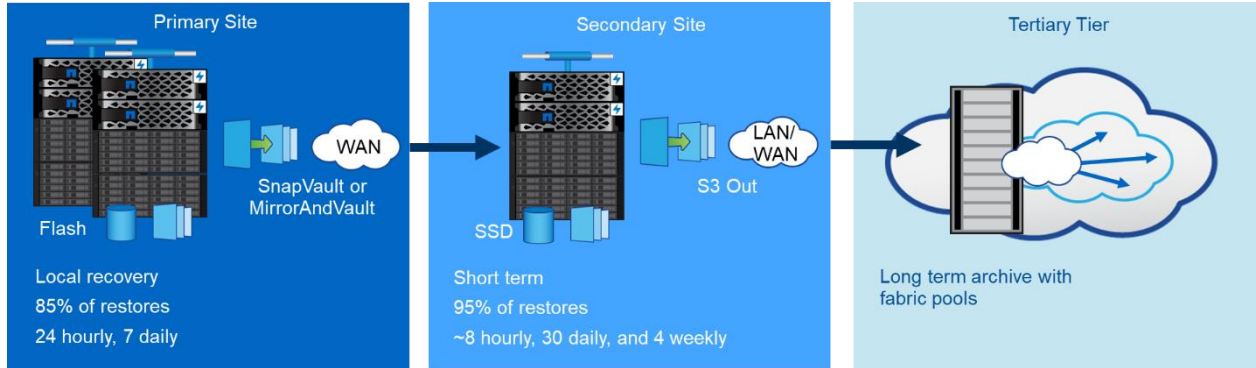 Primary Site
WAN
SnapVault or
MirrorAndVault
Flash
Local recovery
85% of restores
24 hourly, 7 daily
Secondary Site
LAN/
WAN
S3 Out
SSD
Short term
95% of restores
~8 hourly, 30 daily, and 4 weekly
Tertiary Tier
Long term archive with
fabric pools